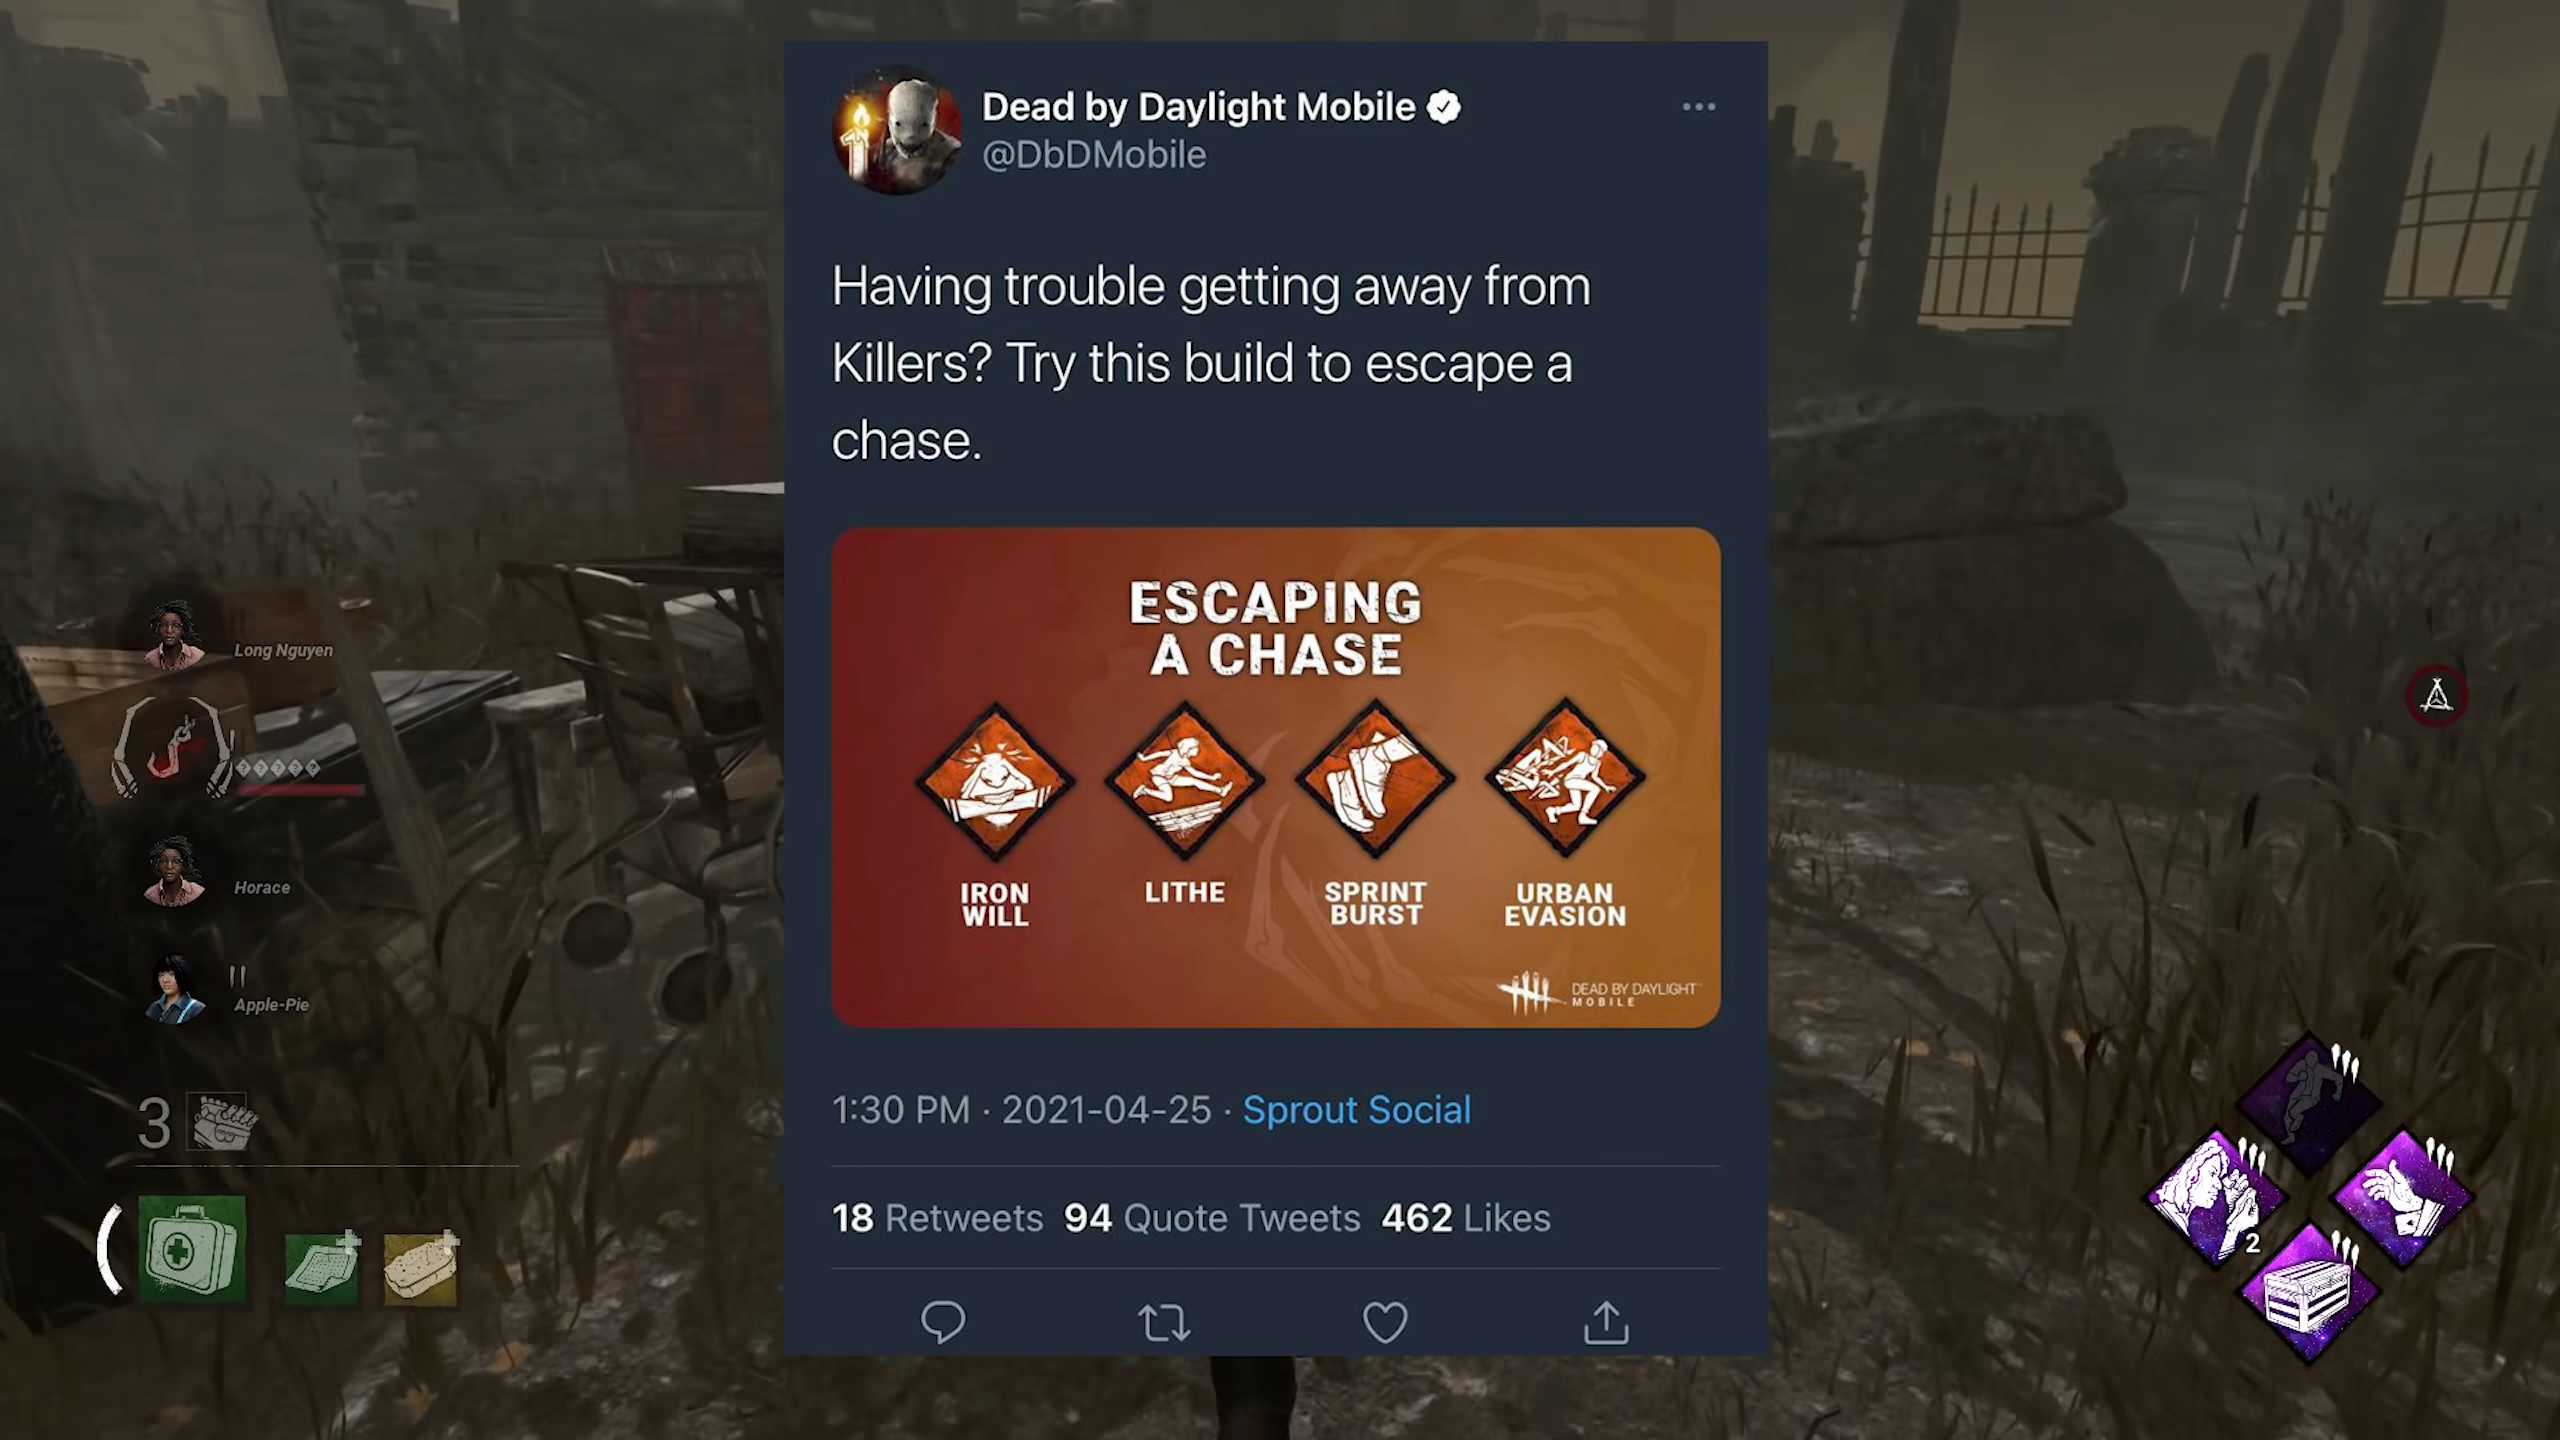 Dead by Daylight Mobile
@DbDMobile
Having trouble getting away from
Killers? Try this build to escape a
chase.
ESCAPING
A CHASE
IRON
WILL
LITHE
SPRINT
BURST
URBAN
EVASION
DEAD BY DAYLIGHT
MOBILE
1:30 PM · 2021-04-25 · Sprout Social
18 Retweets 94 Quote Tweets 462 Likes
Long Nguyen
Horace
Apple-Pie
3
2